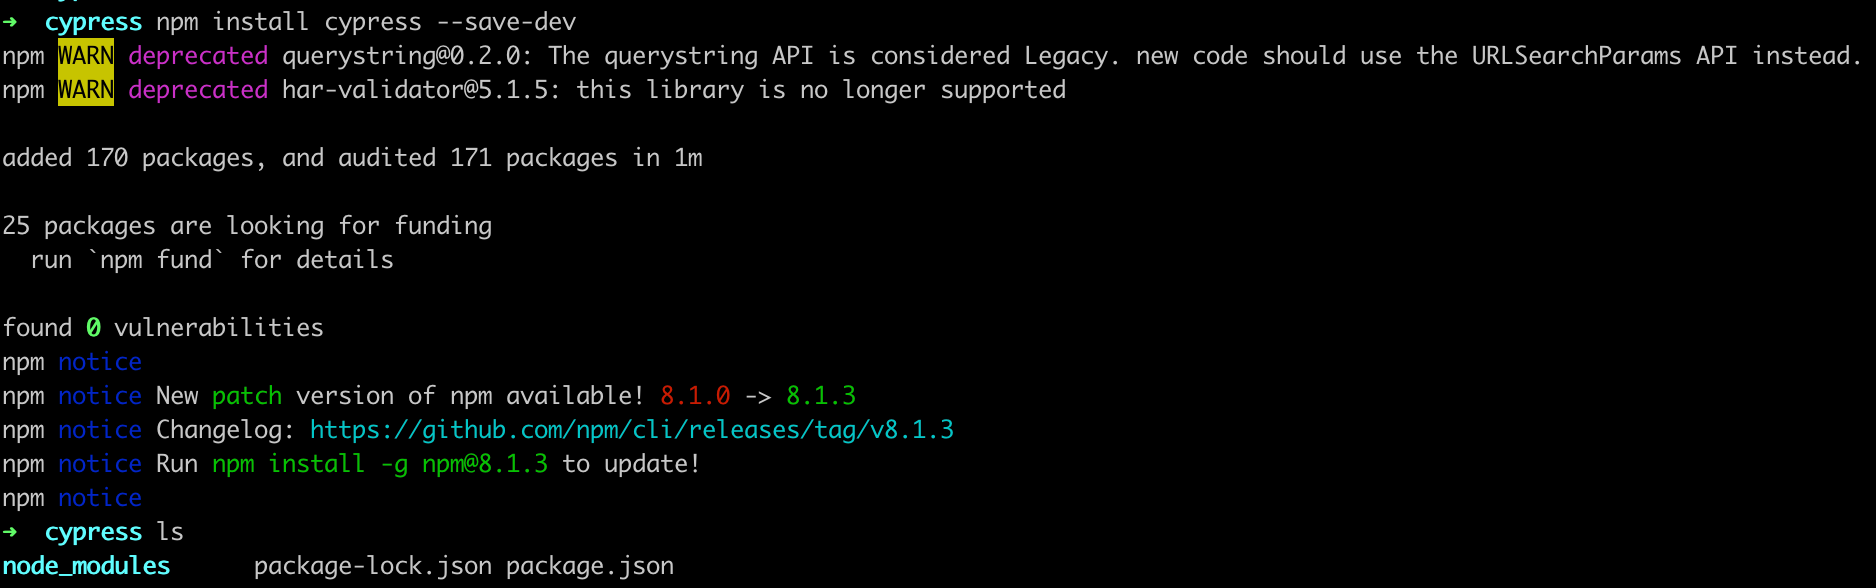 ➜  cypress npm install cypress --save-dev
npm WARN deprecated querystring@0.2.0: The querystring API is considered Legacy. new code should use the URLSearchParams API instead.
npm WARN deprecated har-validator@5.1.5: this library is no longer supported
added 170 packages, and audited 171 packages in 1m
25 packages are looking for funding
  run `npm fund` for details
found 0 vulnerabilities
npm notice
npm notice New patch version of npm available! 8.1.0 -> 8.1.3
npm notice Changelog: https://github.com/npm/cli/releases/tag/v8.1.3
npm notice Run npm install -g npm@8.1.3 to update!
npm notice
➜  cypress ls
node_modules      package-lock.json package.json